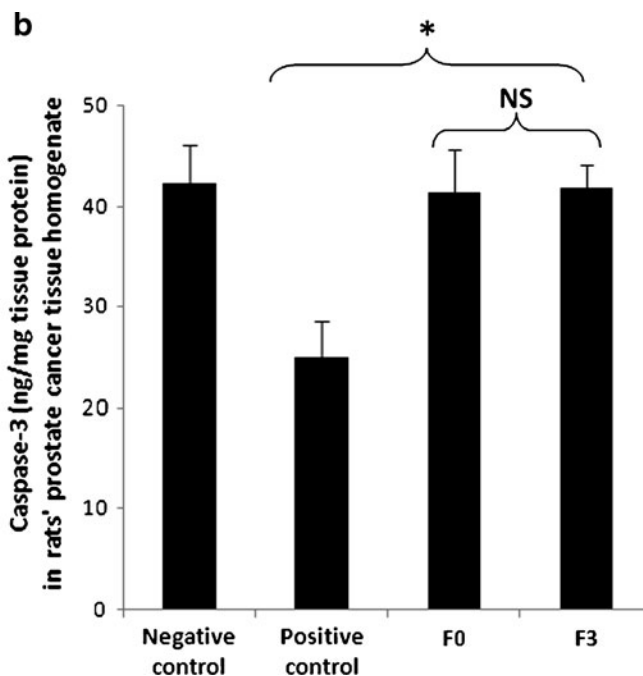 b
*
NS
Caspase-3 (ng/mg tissue protein)
in rats' prostate cancer tissue homogenate
50
40
30
20
10
0
Negative
control
Positive
control
F0
F3